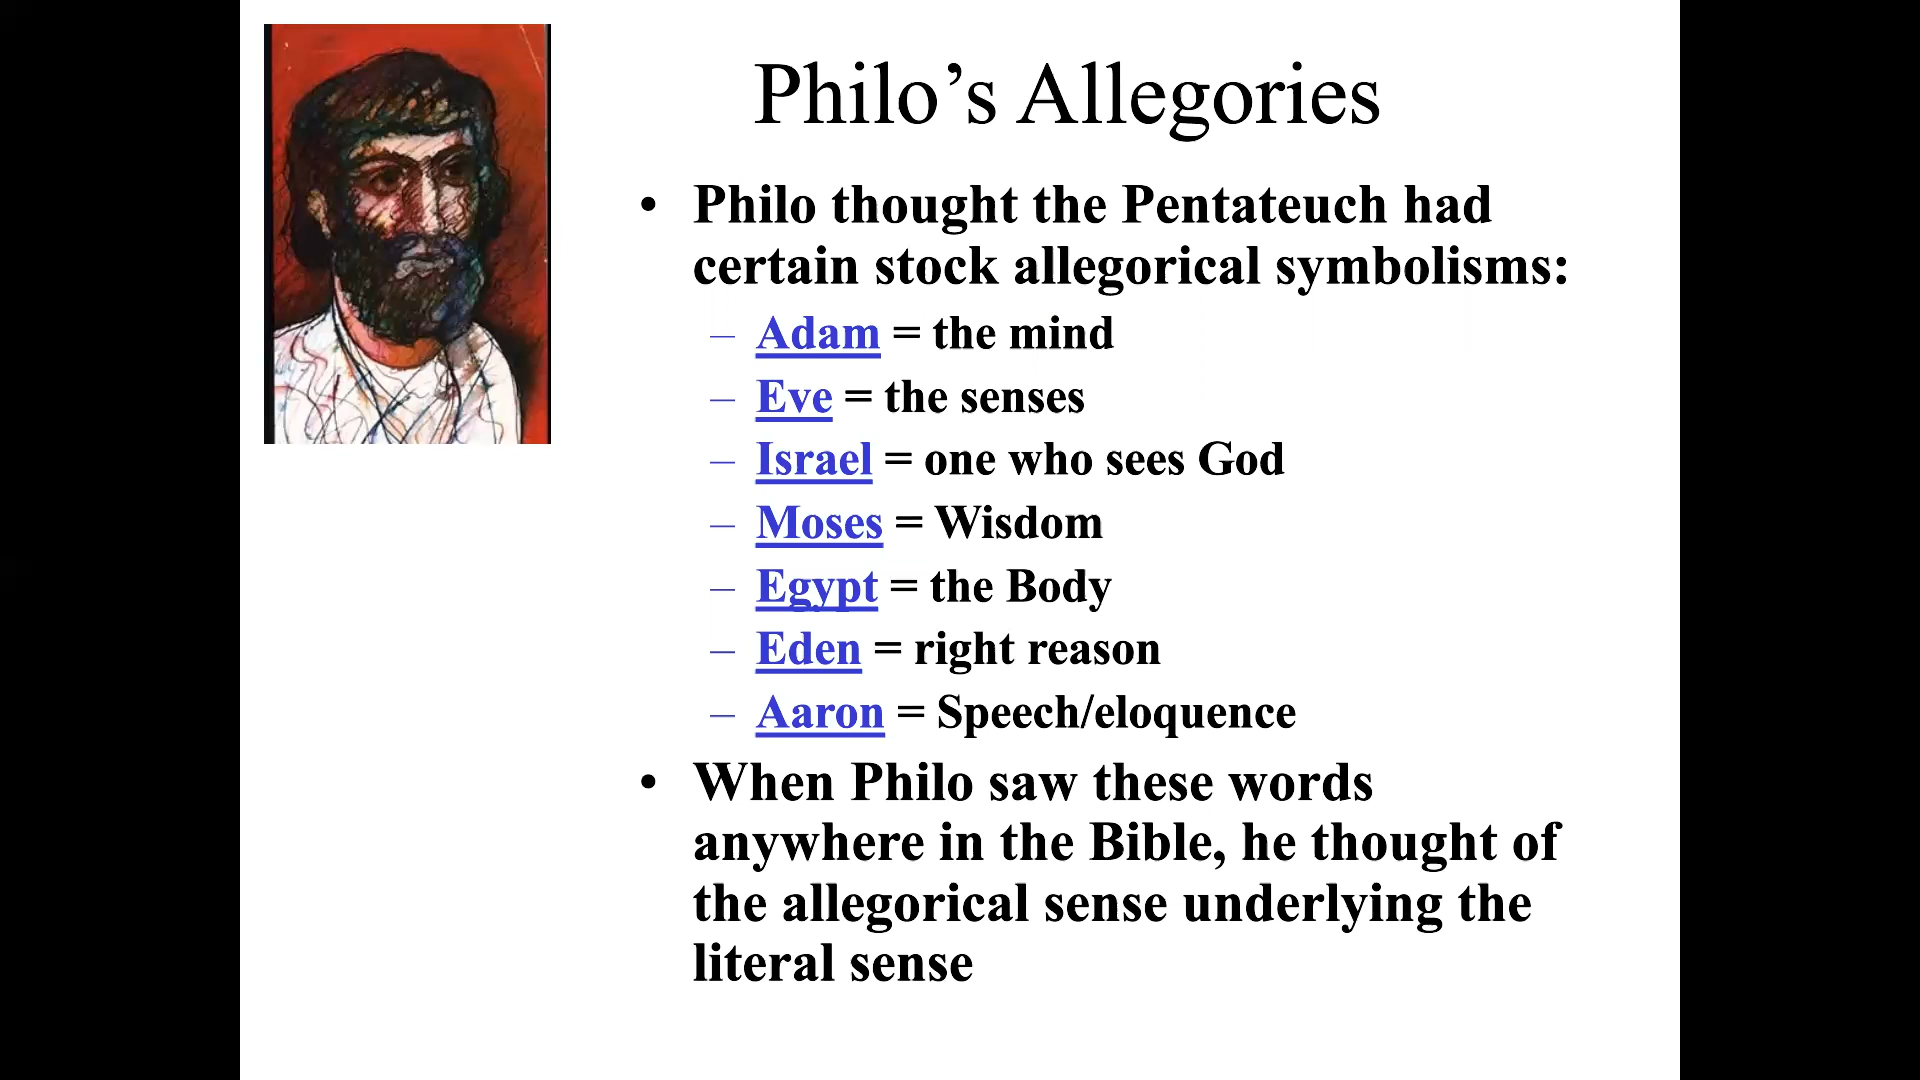 Philo’s Allegories
• Philo thought the Pentateuch had
certain stock allegorical symbolisms:
– Adam = the mind
– Eve = the senses
– Israel = one who sees God
– Moses = Wisdom
– Egypt = the Body
– Eden = right reason
– Aaron = Speech/eloquence
• When Philo saw these words
anywhere in the Bible, he thought of
the allegorical sense underlying the
literal sense